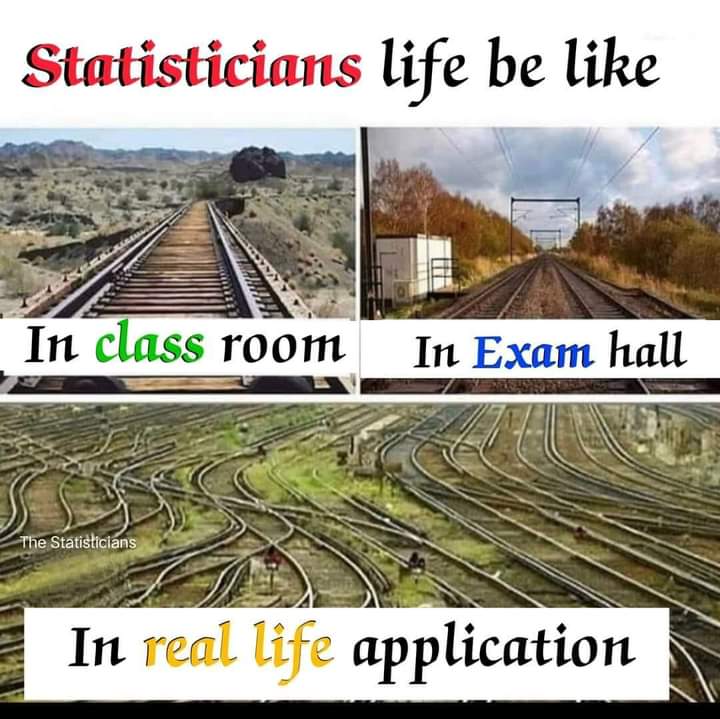 Statisticians life be like
In class room
In Exam hall
The Statisticians
In real life application